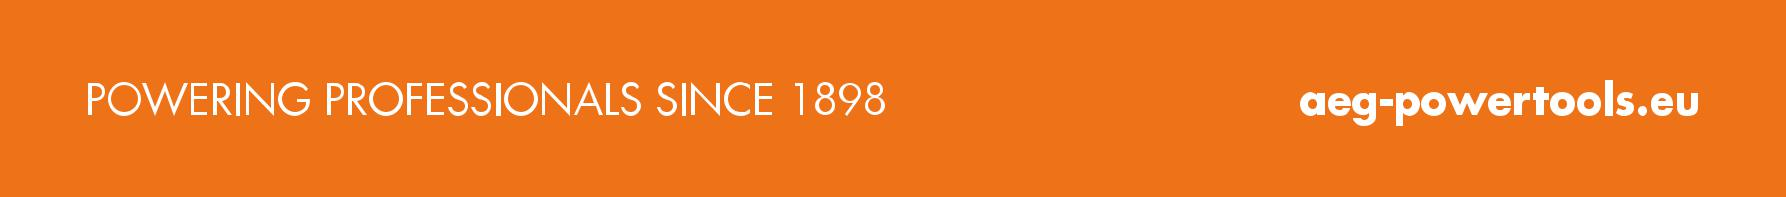 POWERING PROFESSIONALS SINCE 1898
aeg-powertools.eu